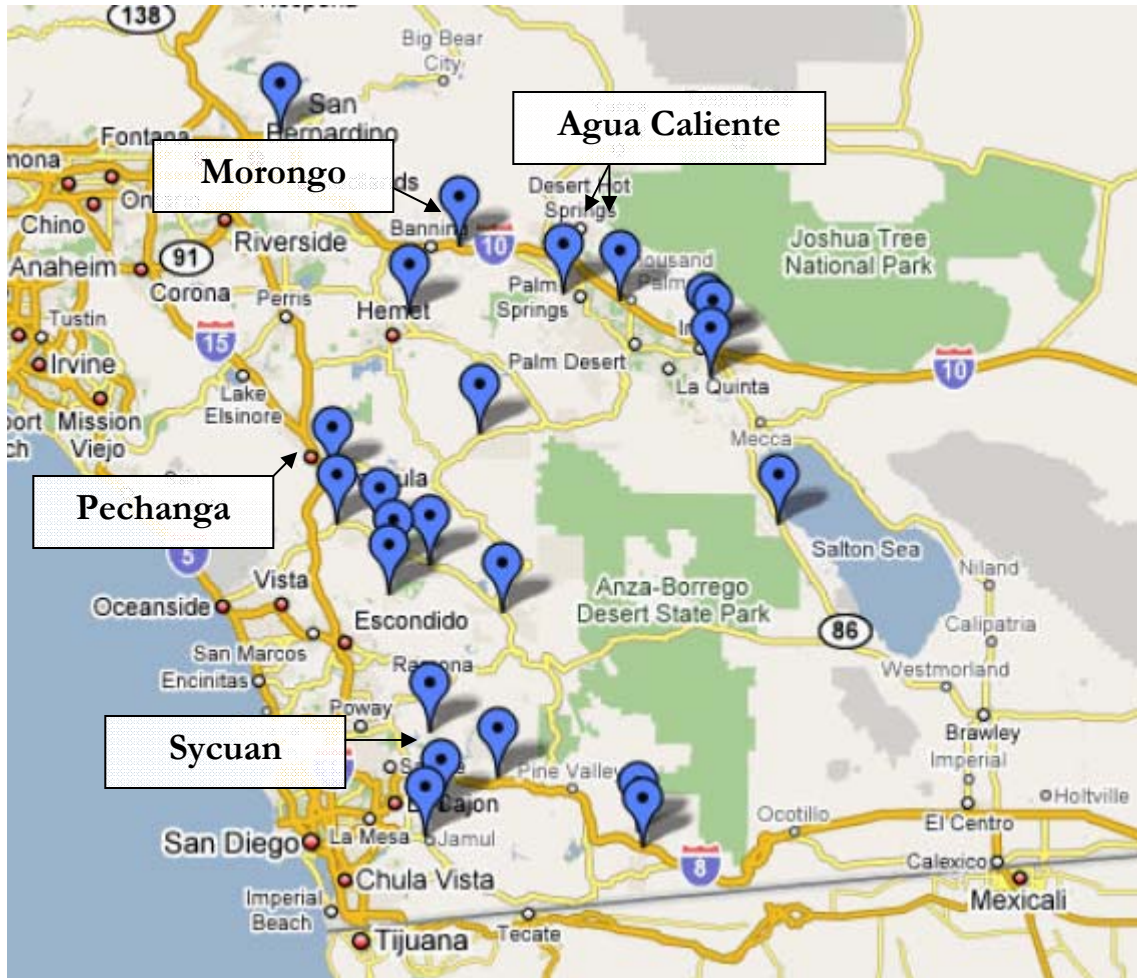 138
Big Bear
City
San
Bernardino
Fontana
Agua Caliente
Morongo
Chino
Riverside
Banning
10
Desert Hot
Springs
Joshua Tree
National Park
Anaheim
91
Corona
Perris
Hemet
Palm
Springs
Tustin
Irvine
15
Palm Desert
La Quinta
10
Lake
Elsinore
Mission
Viejo
Mecca
Pechanga
5
Salton Sea
Vista
Oceanside
Escondido
Anza-Borrego
Desert State Park
Niland
86
Calipatria
San Marcos
Encinitas
Ramona
Westmorland
Poway
Brawley
Sycuan
Pine Valley
Imperial
Holtville
Ocotillo
El Centro
San Diego
La Mesa
Jamul
8
Calexico
Chula Vista
Mexicali
Imperial
Beach
Tijuana
Tecate